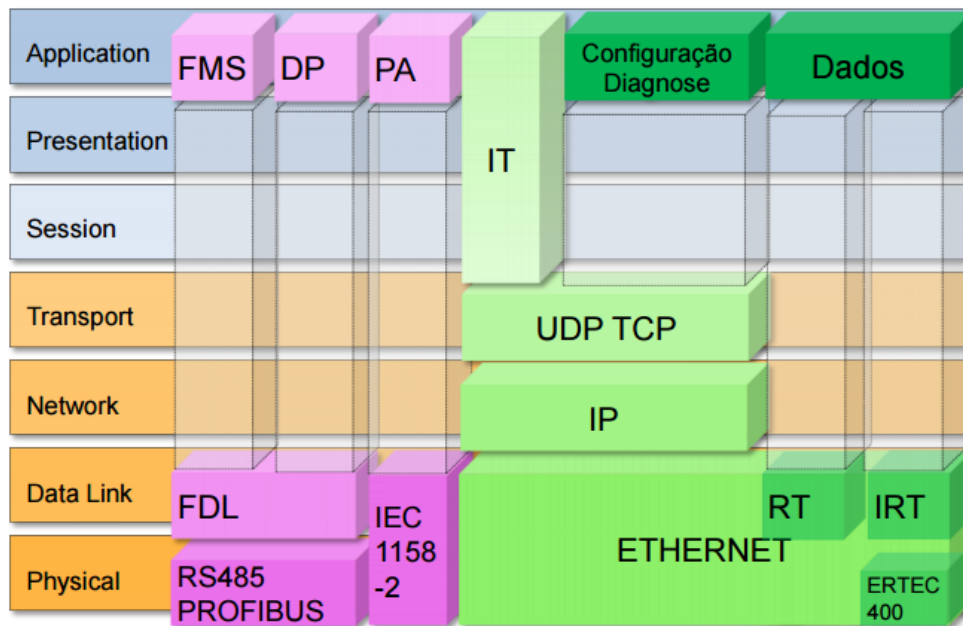 Application
FMS
DP
PA
IT
Configuração
Diagnose
Dados
Presentation
Session
Transport
UDP TCP
Network
IP
Data Link
FDL
IEC
1158
-2
RT
IRT
ETHERNET
Physical
RS485
PROFIBUS
ERTEC
400